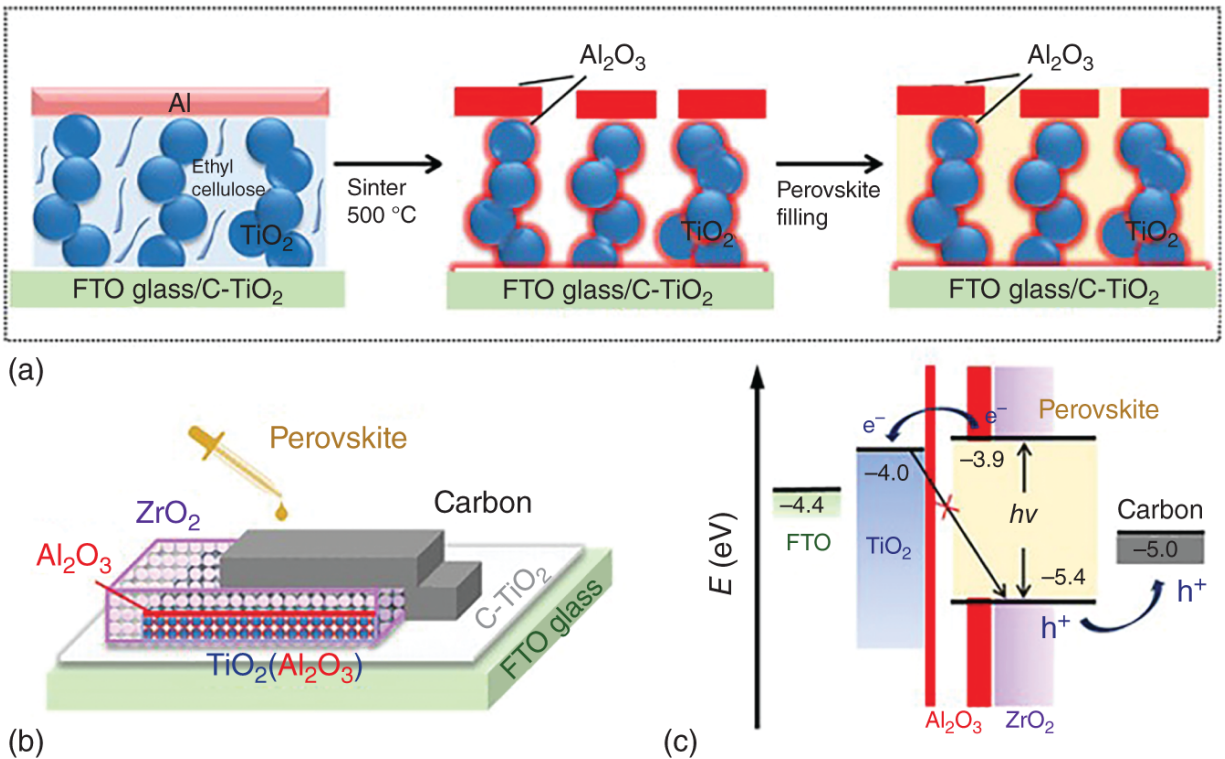 Al₂O₃
Al₂O₃
Al
Ethyl
cellulose
TiO₂
Sinter
500 °C
TiO₂
Perovskite
filling
TiO₂
FTO glass/C-TiO₂
FTO glass/C-TiO₂
FTO glass/C-TiO₂
(a)
Perovskite
Carbon
ZrO₂
Al₂O₃
C-TiO₂
FTO glass
TiO₂(Al₂O₃)
(b)
E (eV)
e⁻
e⁻
Perovskite
–4.0
–3.9
–4.4
FTO
TiO₂
hv
Carbon
–5.0
–5.4
h⁺
h⁺
Al₂O₃
ZrO₂
(c)